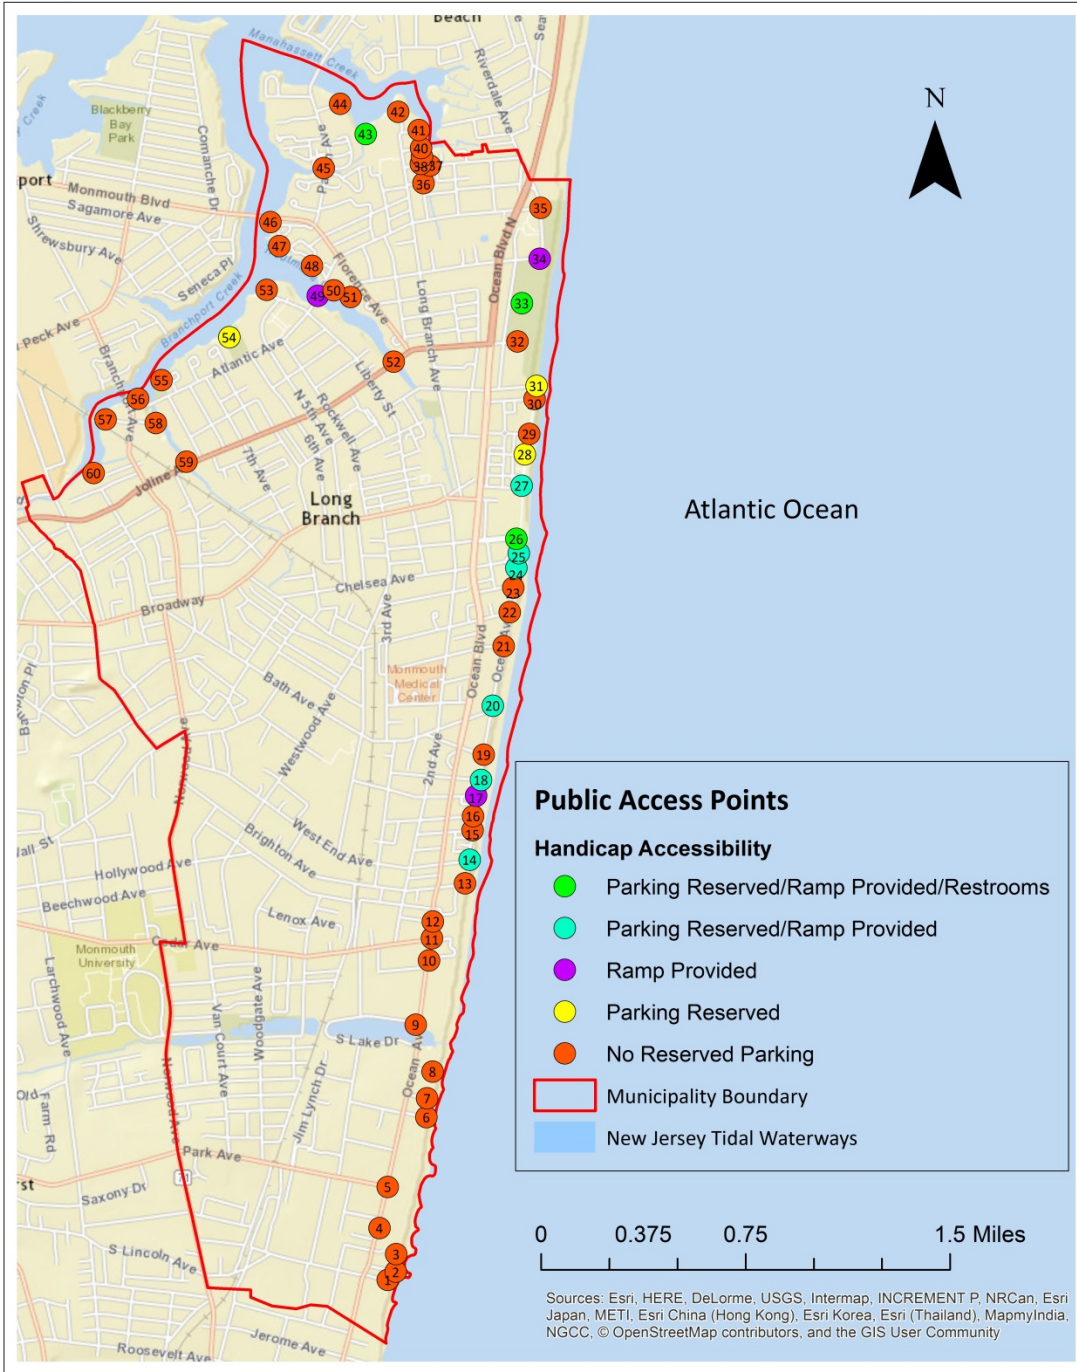 Beach
Manahassett Creek
Riverdale Ave
N
Blackberry
Bay
Park
Comanche Dr
44
42
43
41
40
38
37
36
45
port
Monmouth Blvd
Sagamore Ave
Shrewsbury Ave
Seneca Pl
Branchport Creek
46
47
48
Florence Ave
Ocean Blvd N
Long Branch Ave
35
34
33
32
31
30
29
28
27
53
49
50
51
54
52
Peck Ave
Atlantic Ave
Liberty St
Rockwell Ave
N 5th Ave
6th Ave
7th Ave
Branchport Ave
55
56
57
58
59
60
Joline
Long
Branch
Atlantic Ocean
26
25
24
23
22
21
Chelsea Ave
Broadway
3rd Ave
Ocean Blvd
Monmouth
Medical
Center
Bath Ave
Westwood Ave
Norwood Ave
2nd Ave
20
19
18
17
16
15
14
13
West End Ave
Brighton Ave
Hollywood Ave
Beechwood Ave
Lenox Ave
Cedar Ave
Monmouth
University
12
11
10
9
8
7
6
5
4
3
2
1
Larchwood Ave
Woodgate Ave
Van Court Ave
S Lake Dr
Jim Lynch Dr
Norwood Ave
Old
Farm Rd
Park Ave
71
Saxony Dr
S Lincoln Ave
Jerome Ave
Roosevelt Ave
Public Access Points
Handicap Accessibility
Parking Reserved/Ramp Provided/Restrooms
Parking Reserved/Ramp Provided
Ramp Provided
Parking Reserved
No Reserved Parking
Municipality Boundary
New Jersey Tidal Waterways
0 0.375 0.75 1.5 Miles
Sources: Esri, HERE, DeLorme, USGS, Intermap, INCREMENT P, NRCan, Esri
Japan, METI, Esri China (Hong Kong), Esri Korea, Esri (Thailand), MapmyIndia,
NGCC, © OpenStreetMap contributors, and the GIS User Community